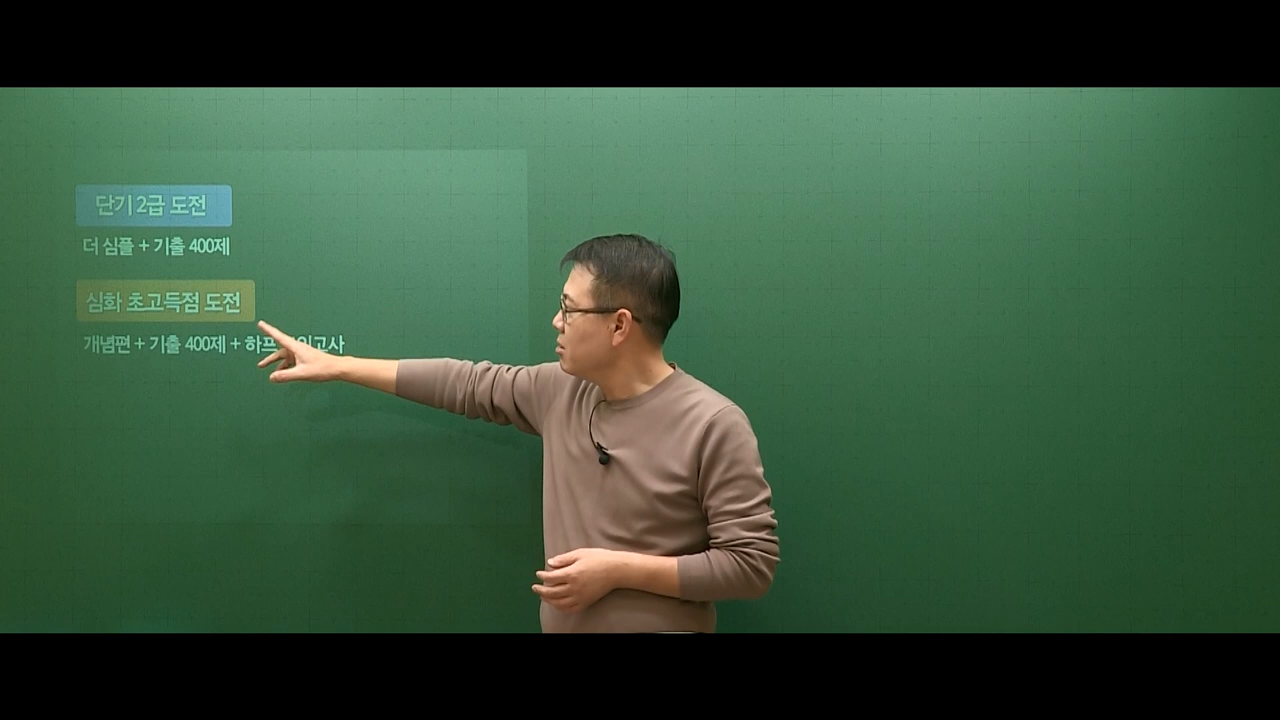 단기 2급 도전
더 심플 + 기출 400제
심화 초고득점 도전
개념편 + 기출 400제 + 하프